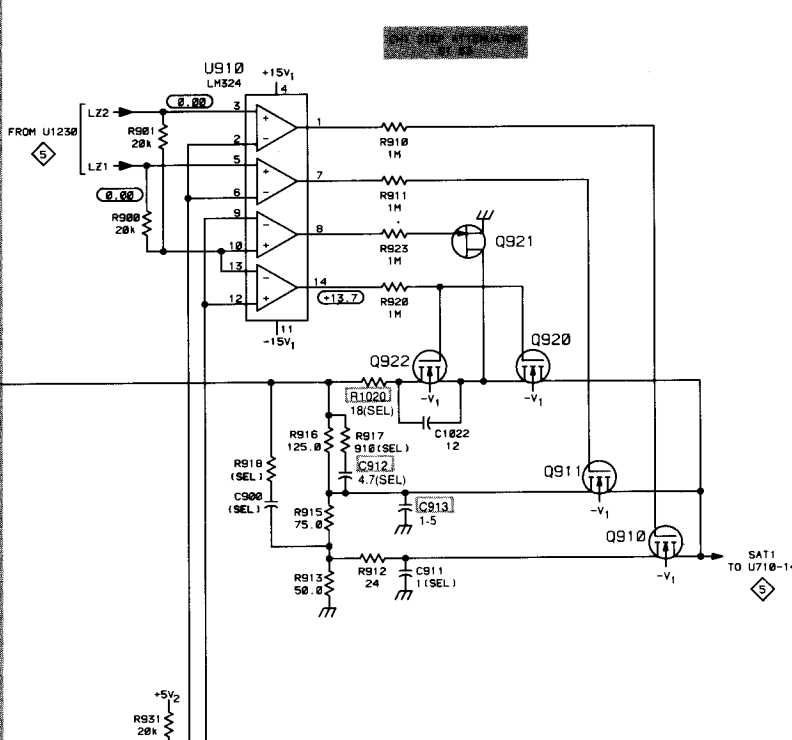 CH1 STEP ATTENUATOR
U910
LM324
+15V1
4
FROM U1230
5
LZ2
0.00
3
1
R901
20k
2
R910
1M
LZ1
5
7
0.00
6
R911
1M
R900
20k
9
8
Q921
10
R923
1M
13
14
12
+13.7
R920
1M
11
-15V1
Q922
Q920
-V1
-V1
R1020
18(SEL)
C1022
12
R916
125.0
R917
910(SEL)
C912
4.7(SEL)
R918
(SEL)
C900
(SEL)
Q911
C913
1-5
-V1
R915
75.0
Q910
SAT1
TO U710-14
5
R912
24
C911
1(SEL)
-V1
R913
50.0
+5V2
R931
20k